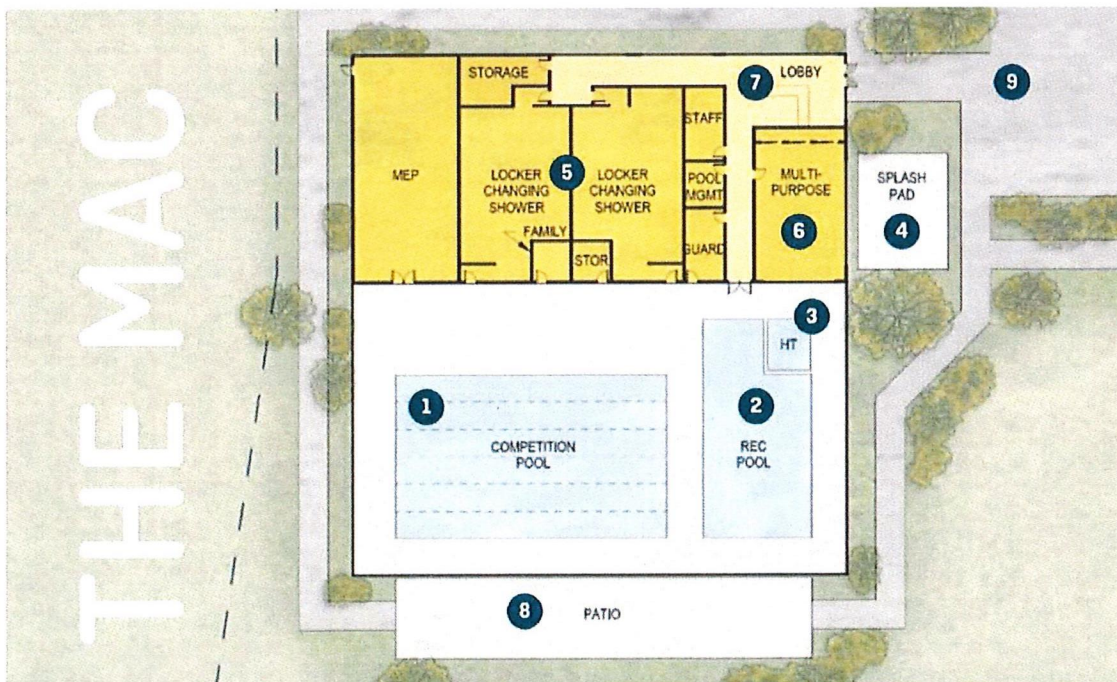 THE MAC
STORAGE
7
LOBBY
9
STAFF
MEP
LOCKER
CHANGING
SHOWER
5
LOCKER
CHANGING
SHOWER
POOL
MGMT
MULTI-
PURPOSE
6
SPLASH
PAD
4
FAMILY
STOR
GUARD
3
HT
1
COMPETITION
POOL
2
REC
POOL
8
PATIO